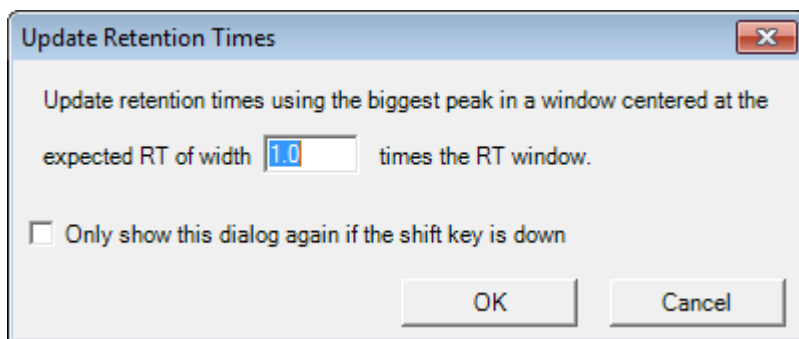 Update Retention Times
Update retention times using the biggest peak in a window centered at the
expected RT of width 1.0 times the RT window.
Only show this dialog again if the shift key is down
OK Cancel